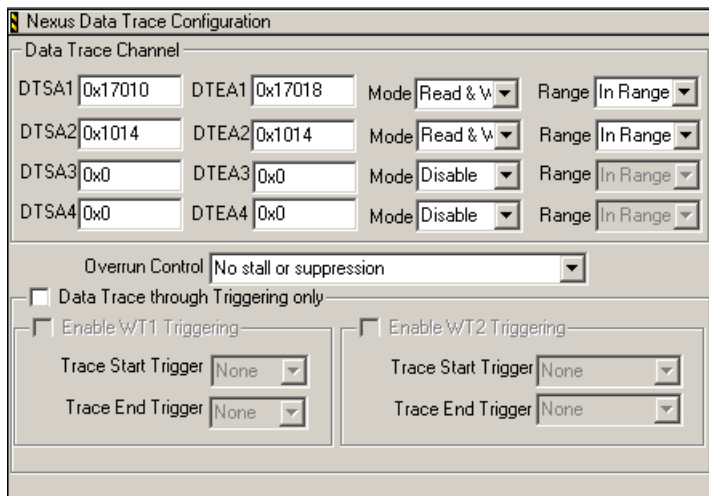 Nexus Data Trace Configuration
Data Trace Channel
DTSA1 0x17010 DTEA1 0x17018 Mode Read & W Range In Range
DTSA2 0x1014 DTEA2 0x1014 Mode Read & W Range In Range
DTSA3 0x0 DTEA3 0x0 Mode Disable Range In Range
DTSA4 0x0 DTEA4 0x0 Mode Disable Range In Range
Overrun Control No stall or suppression
Data Trace through Triggering only
Enable WT1 Triggering Enable WT2 Triggering
Trace Start Trigger None Trace Start Trigger None
Trace End Trigger None Trace End Trigger None